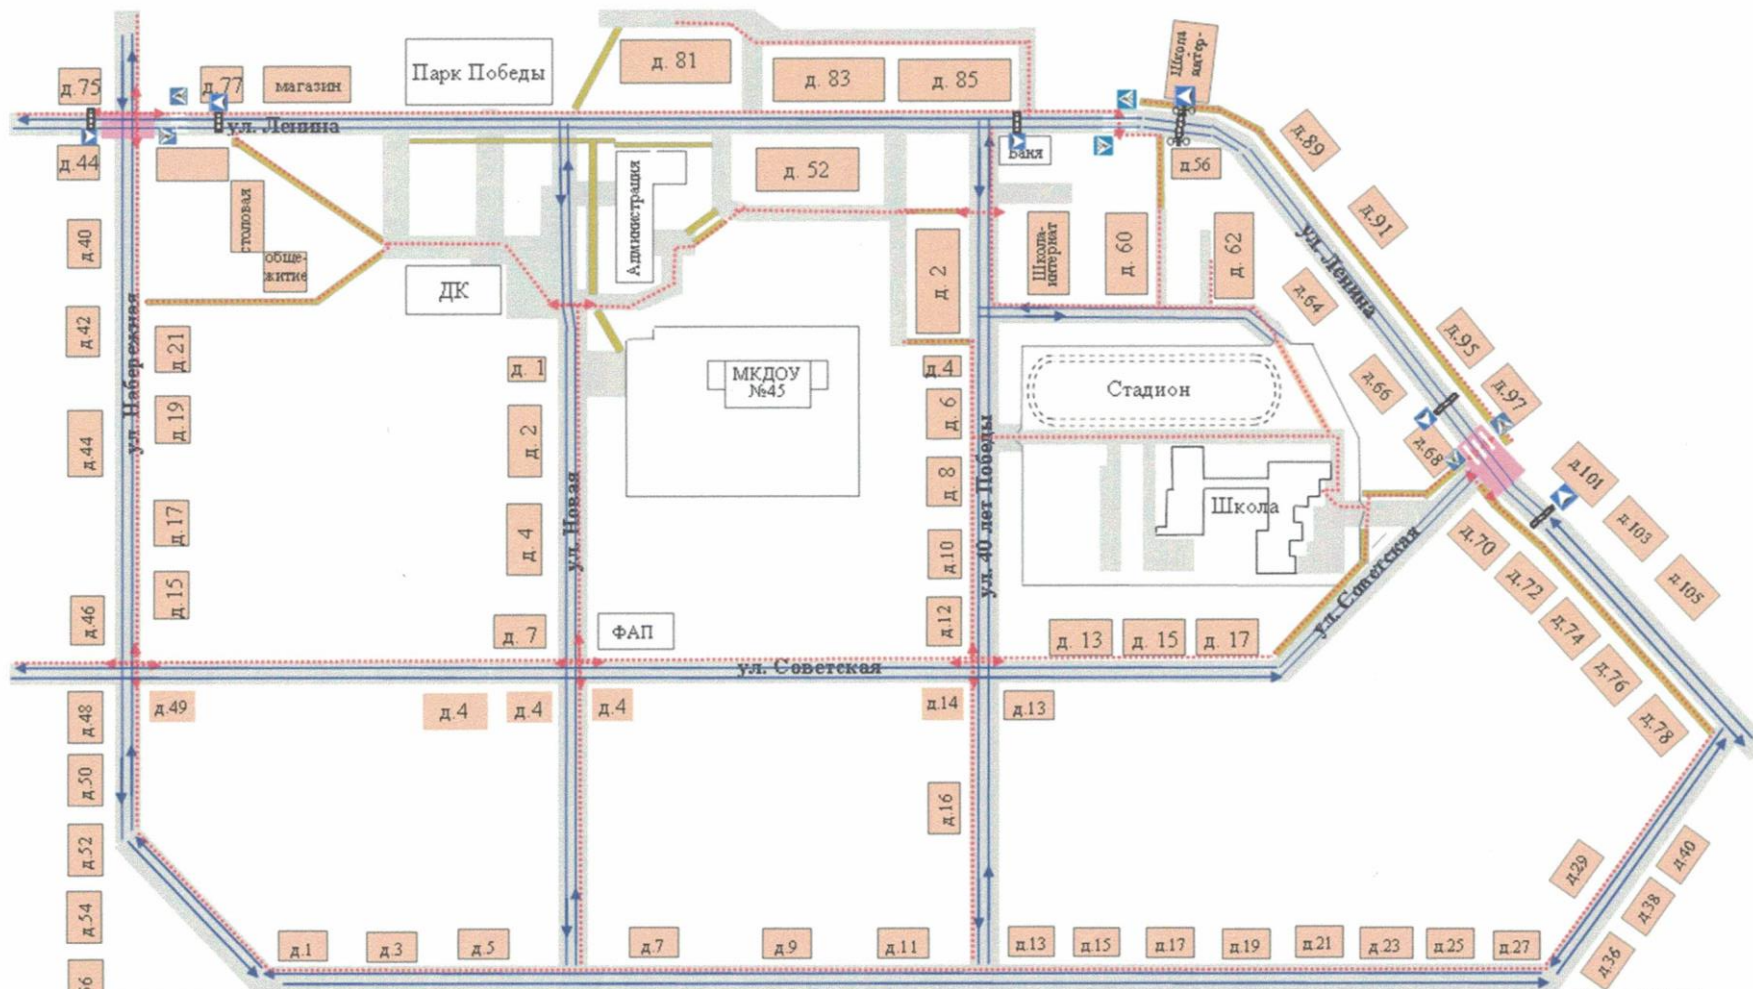 д. 81
Школа
интер-
Парк Победы
д. 83
д. 85
д.75
д.77
магазин
ул. Ленина
д.44
Баня
д.56
д.89
д. 52
столовая
Администрация
д.91
д.40
обще-
житие
ДК
д. 2
Школа-
интернат
д. 60
д. 62
ул. Ленина
д.64
д.42
ул. Набережная
д.21
д. 1
МКДОУ
№45
д.4
Стадион
д.95
д.66
д.97
д.19
д. 2
д. 6
д.44
д.68
д. 8
ул. 40 лет Победы
д.101
д.17
д. 4
ул. Новая
Школа
д.103
д.10
д.70
д.105
д.15
д.72
ул. Советская
д.46
д. 7
ФАП
д.12
д. 13
д. 15
д. 17
д.74
ул. Советская
д.76
д.48
д.49
д.4
д.4
д.4
д.14
д.13
д.78
д.50
д.16
д.52
д.29
д.40
д.54
д.38
д.1
д.3
д.5
д.7
д.9
д.11
д.13
д.15
д.17
д.19
д.21
д.23
д.25
д.27
д.36